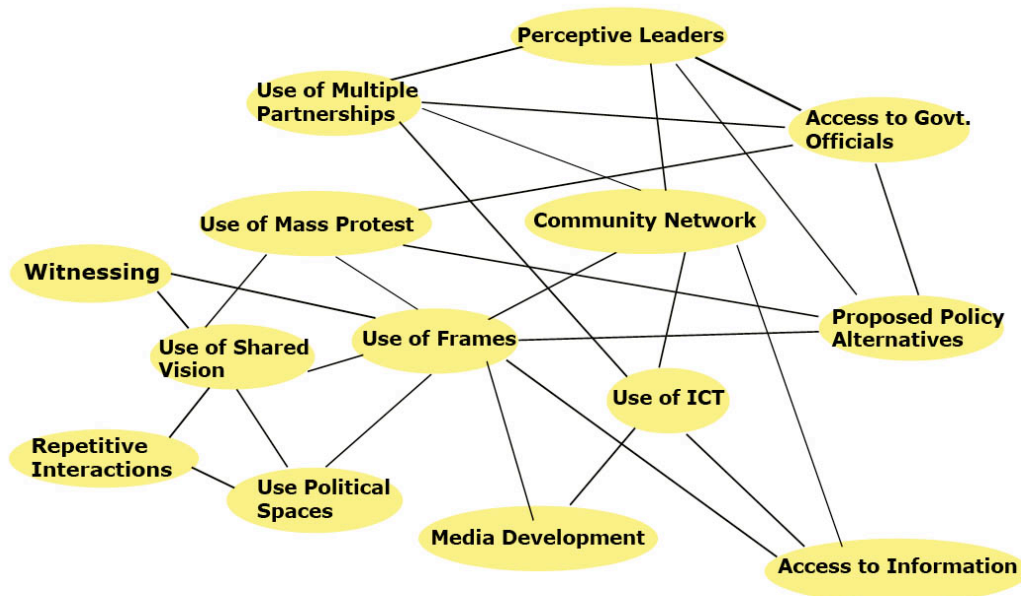 Perceptive Leaders
Use of Multiple
Partnerships
Access to Govt.
Officials
Use of Mass Protest
Community Network
Witnessing
Use of Shared
Vision
Use of Frames
Proposed Policy
Alternatives
Use of ICT
Repetitive
Interactions
Use Political
Spaces
Media Development
Access to Information